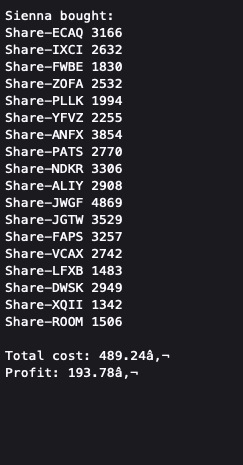 Sienna bought:
Share-ECAQ 3166
Share-IXCI 2632
Share-FWBE 1830
Share-ZOFA 2532
Share-PLLK 1994
Share-YFVZ 2255
Share-ANFX 3854
Share-PATS 2770
Share-NDKR 3306
Share-ALIY 2908
Share-JWGF 4869
Share-JGTW 3529
Share-FAPS 3257
Share-VCAX 2742
Share-LFXB 1483
Share-DWSK 2949
Share-XQII 1342
Share-ROOM 1506

Total cost: 489.24â‚¬
Profit: 193.78â‚¬